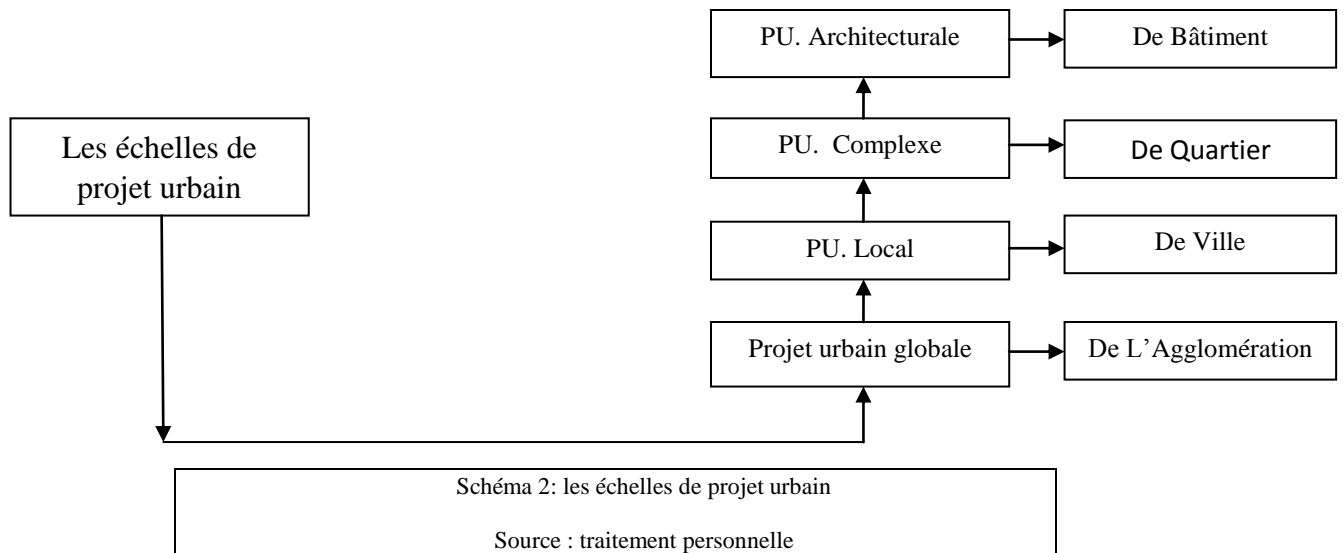 PU. Architecturale
De Bâtiment
Les échelles de
projet urbain
PU. Complexe
De Quartier
PU. Local
De Ville
Projet urbain globale
De L’Agglomération
Schéma 2: les échelles de projet urbain
Source : traitement personnelle